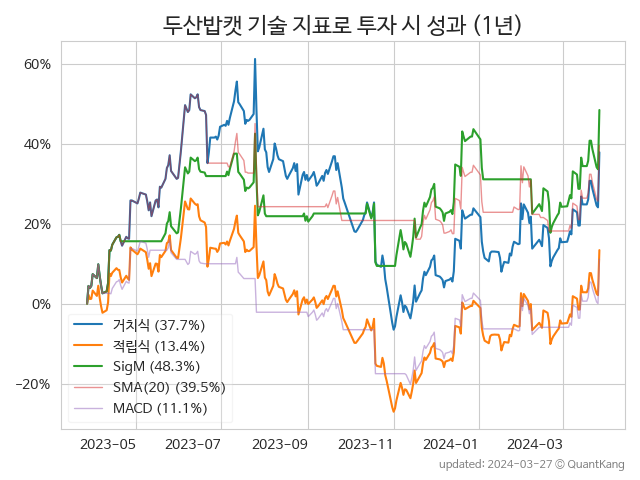 두산밥캣 기술 지표로 투자 시 성과 (1년)
60%
40%
20%
0%
−20%
거치식 (37.7%)
적립식 (13.4%)
SigM (48.3%)
SMA(20) (39.5%)
MACD (11.1%)
2023-05
2023-07
2023-09
2023-11
2024-01
2024-03
updated: 2024-03-27 © QuantKang